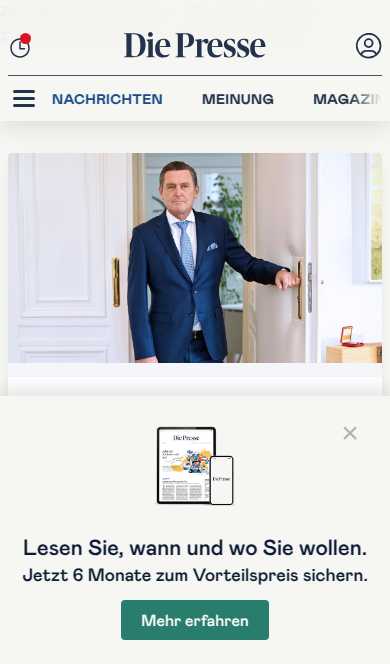 Die Presse
NACHRICHTEN MEINUNG MAGAZIN
Die Presse
Die Presse
Lesen Sie, wann und wo Sie wollen.
Jetzt 6 Monate zum Vorteilspreis sichern.
Mehr erfahren